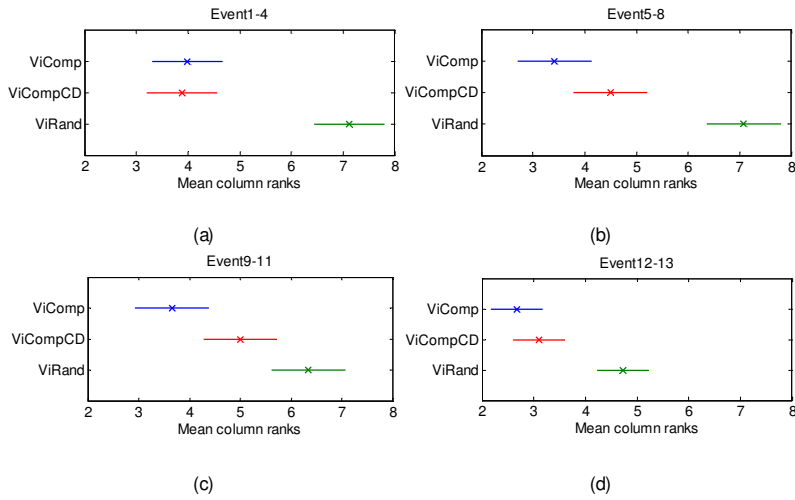 Event1-4
ViComp
ViCompCD
ViRand
2 3 4 5 6 7 8
Mean column ranks
(a)
Event5-8
ViComp
ViCompCD
ViRand
2 3 4 5 6 7 8
Mean column ranks
(b)
Event9-11
ViComp
ViCompCD
ViRand
2 3 4 5 6 7 8
Mean column ranks
(c)
Event12-13
ViComp
ViCompCD
ViRand
2 3 4 5 6 7 8
Mean column ranks
(d)